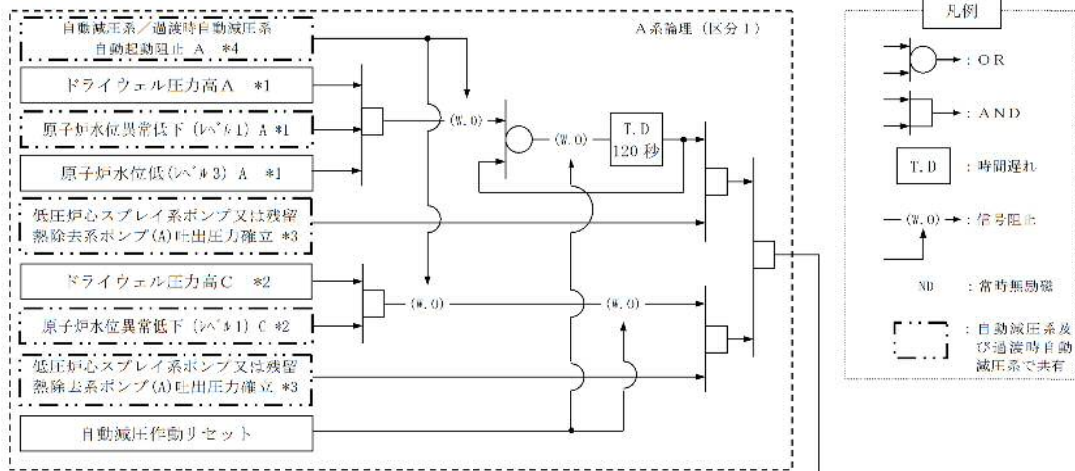 自動減圧系／過渡時自動減圧系
自動起動阻止 A *4
ドライウェル圧力高A *1
原子炉水位異常低下 (ﾚﾍﾞﾙ1) A *1
原子炉水位低(ﾚﾍﾞﾙ3) A *1
低圧炉心スプレイ系ポンプ又は残留
熱除去系ポンプ(A)吐出圧力確立 *3
ドライウェル圧力高C *2
原子炉水位異常低下 (ﾚﾍﾞﾙ1) C *2
低圧炉心スプレイ系ポンプ又は残留
熱除去系ポンプ(A)吐出圧力確立 *3
自動減圧作動リセット
A系論理 (区分Ⅰ)
(W.O)
(W.O)
T.D
120秒
(W.O)
(W.O)
凡例
: OR
: AND
T.D : 時間遅れ
(W.O) : 信号阻止
ND : 常時無励磁
: 自動減圧系及
び過渡時自動
減圧系で共有